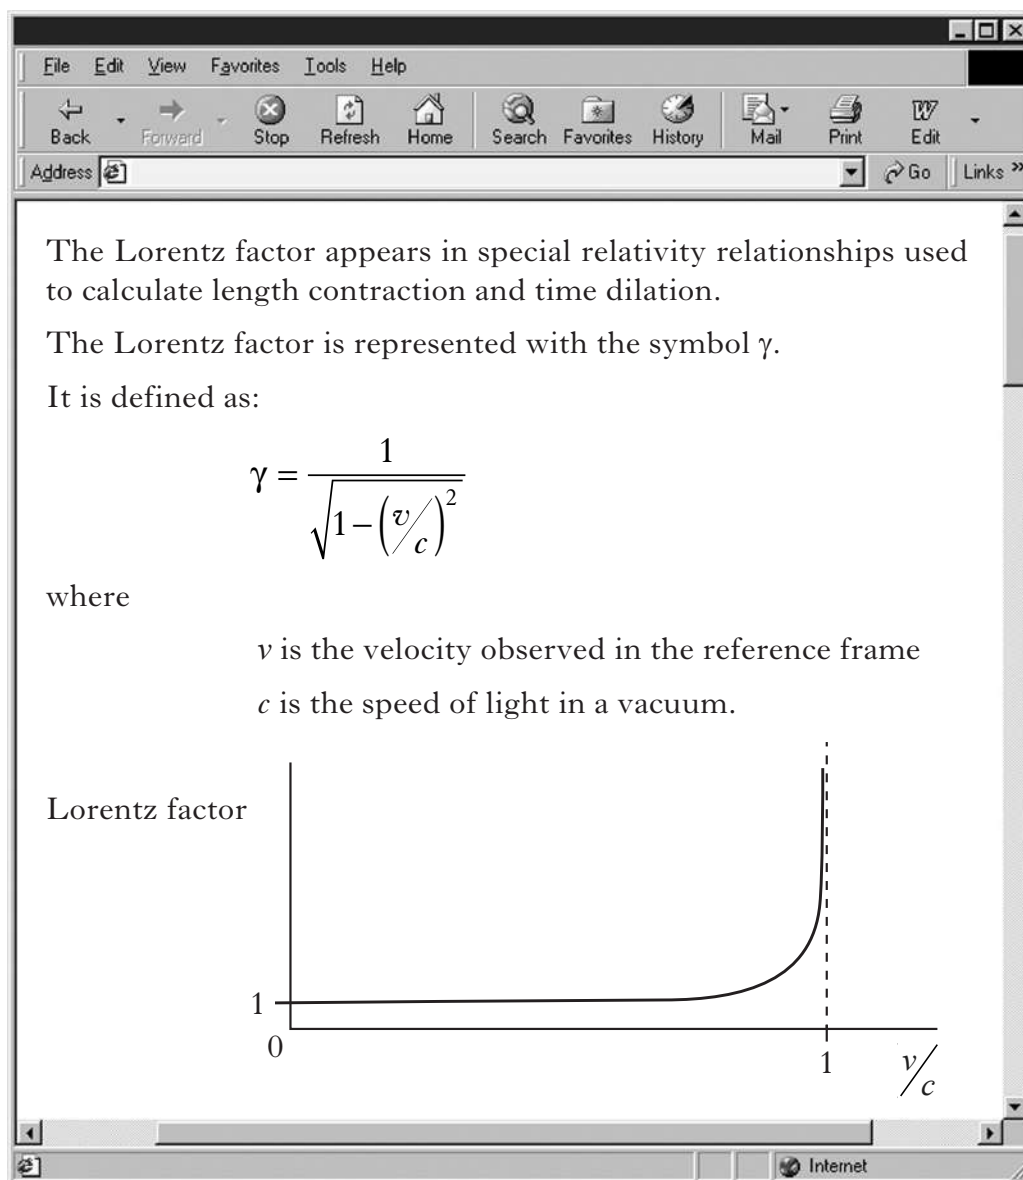 File Edit View Favorites Tools Help
Back Forward Stop Refresh Home Search Favorites History Mail Print Edit
Address Go Links »
The Lorentz factor appears in special relativity relationships used
to calculate length contraction and time dilation.
The Lorentz factor is represented with the symbol γ.
It is defined as:
γ = 1 / √(1 − (v/c)²)
where
v is the velocity observed in the reference frame
c is the speed of light in a vacuum.
Lorentz factor
1
0
1
v/c
Internet